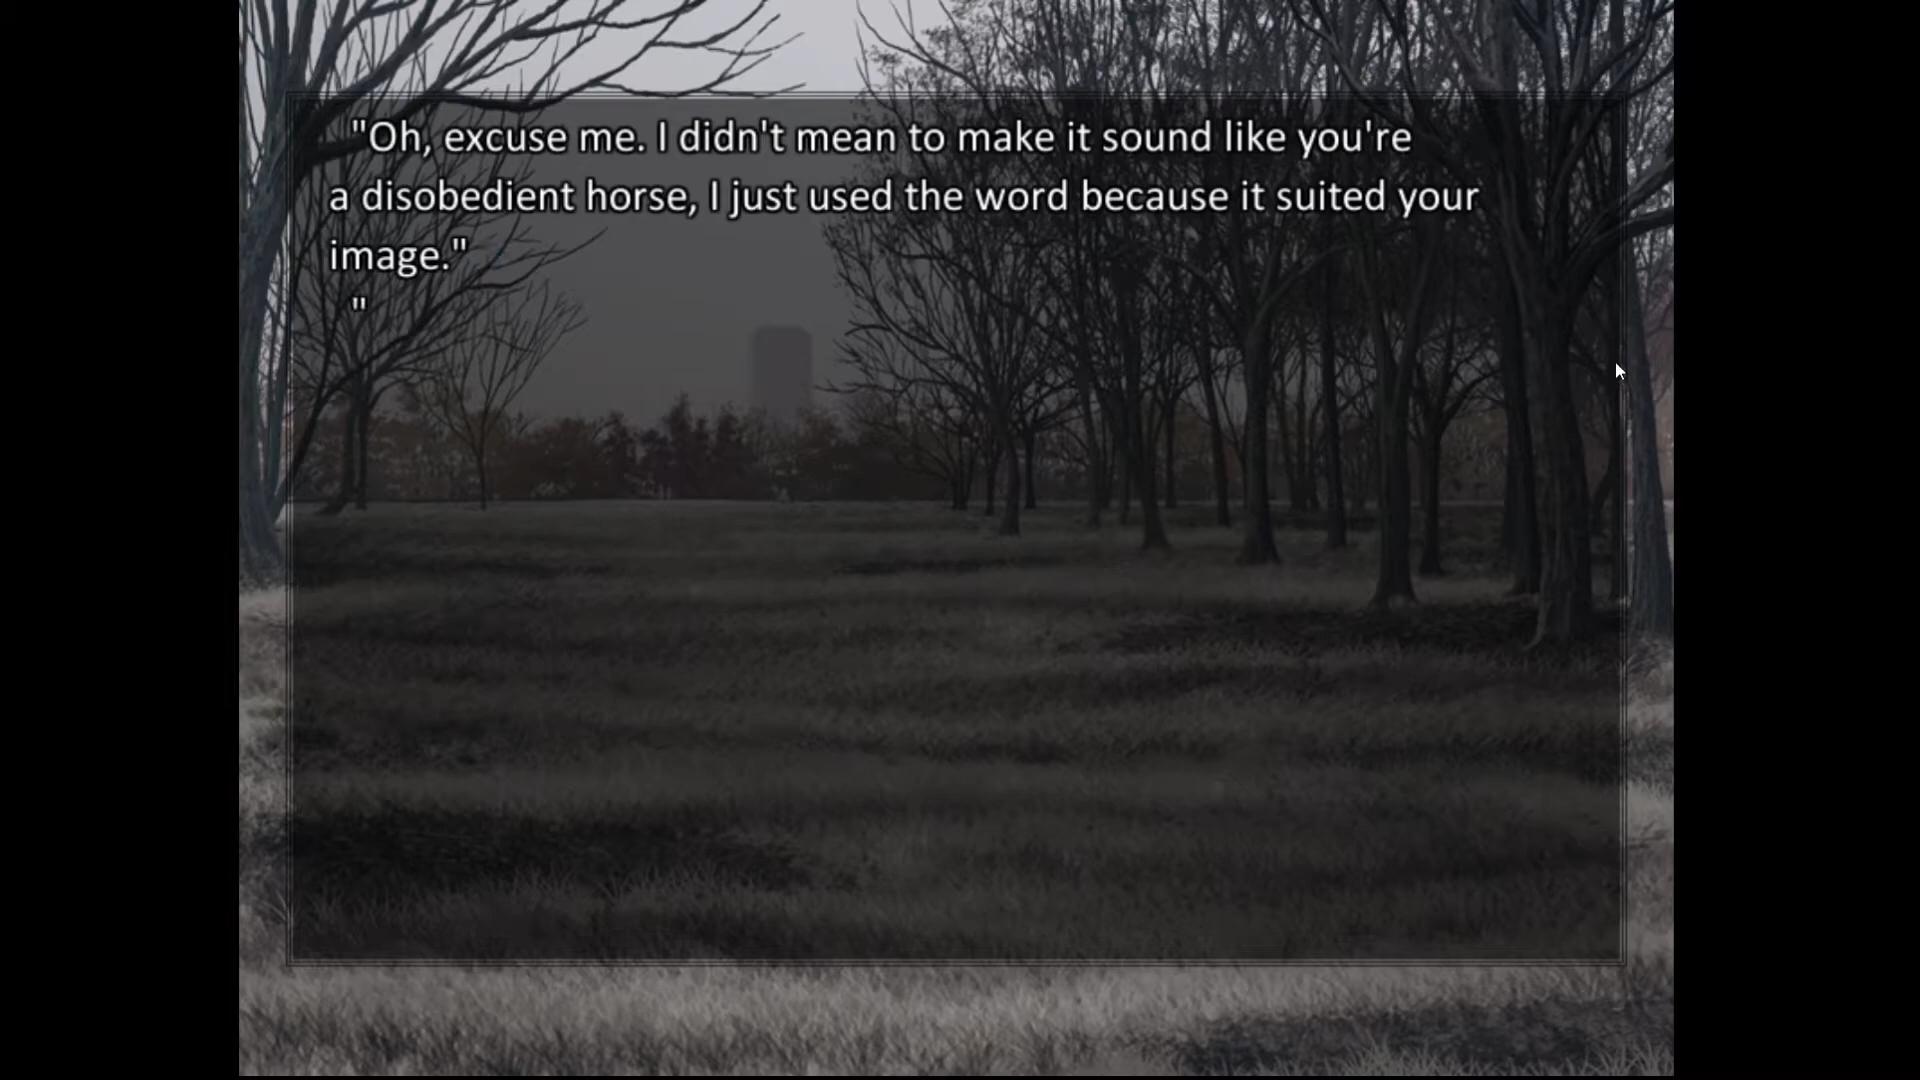 "Oh, excuse me. I didn't mean to make it sound like you're
a disobedient horse, I just used the word because it suited your
image."
"